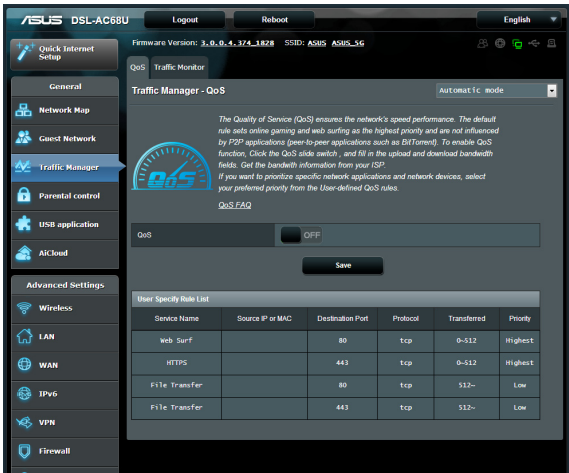 ASUS DSL-AC68U Logout Reboot English
Firmware Version: 3.0.0.4.374_1828 SSID: ASUS ASUS_5G
Quick Internet Setup
QoS Traffic Monitor
General
Traffic Manager - QoS Automatic mode
Network Map
Guest Network
Traffic Manager
Parental control
USB application
AiCloud
The Quality of Service (QoS) ensures the network's speed performance. The default
rule sets online gaming and web surfing as the highest priority and are not influenced
by P2P applications (peer-to-peer applications such as BitTorrent). To enable QoS
function, Click the QoS slide switch , and fill in the upload and download bandwidth
fields. Get the bandwidth information from your ISP.
If you want to prioritize specific network applications and network devices, select
your preferred priority from the User-defined QoS rules.
QoS FAQ
QoS
QoS OFF
Save
Advanced Settings
Wireless
LAN
WAN
IPv6
VPN
Firewall
User Specify Rule List
Service Name Source IP or MAC Destination Port Protocol Transferred Priority
Web Surf 80 tcp 0~512 Highest
HTTPS 443 tcp 0~512 Highest
File Transfer 80 tcp 512~ Low
File Transfer 443 tcp 512~ Low